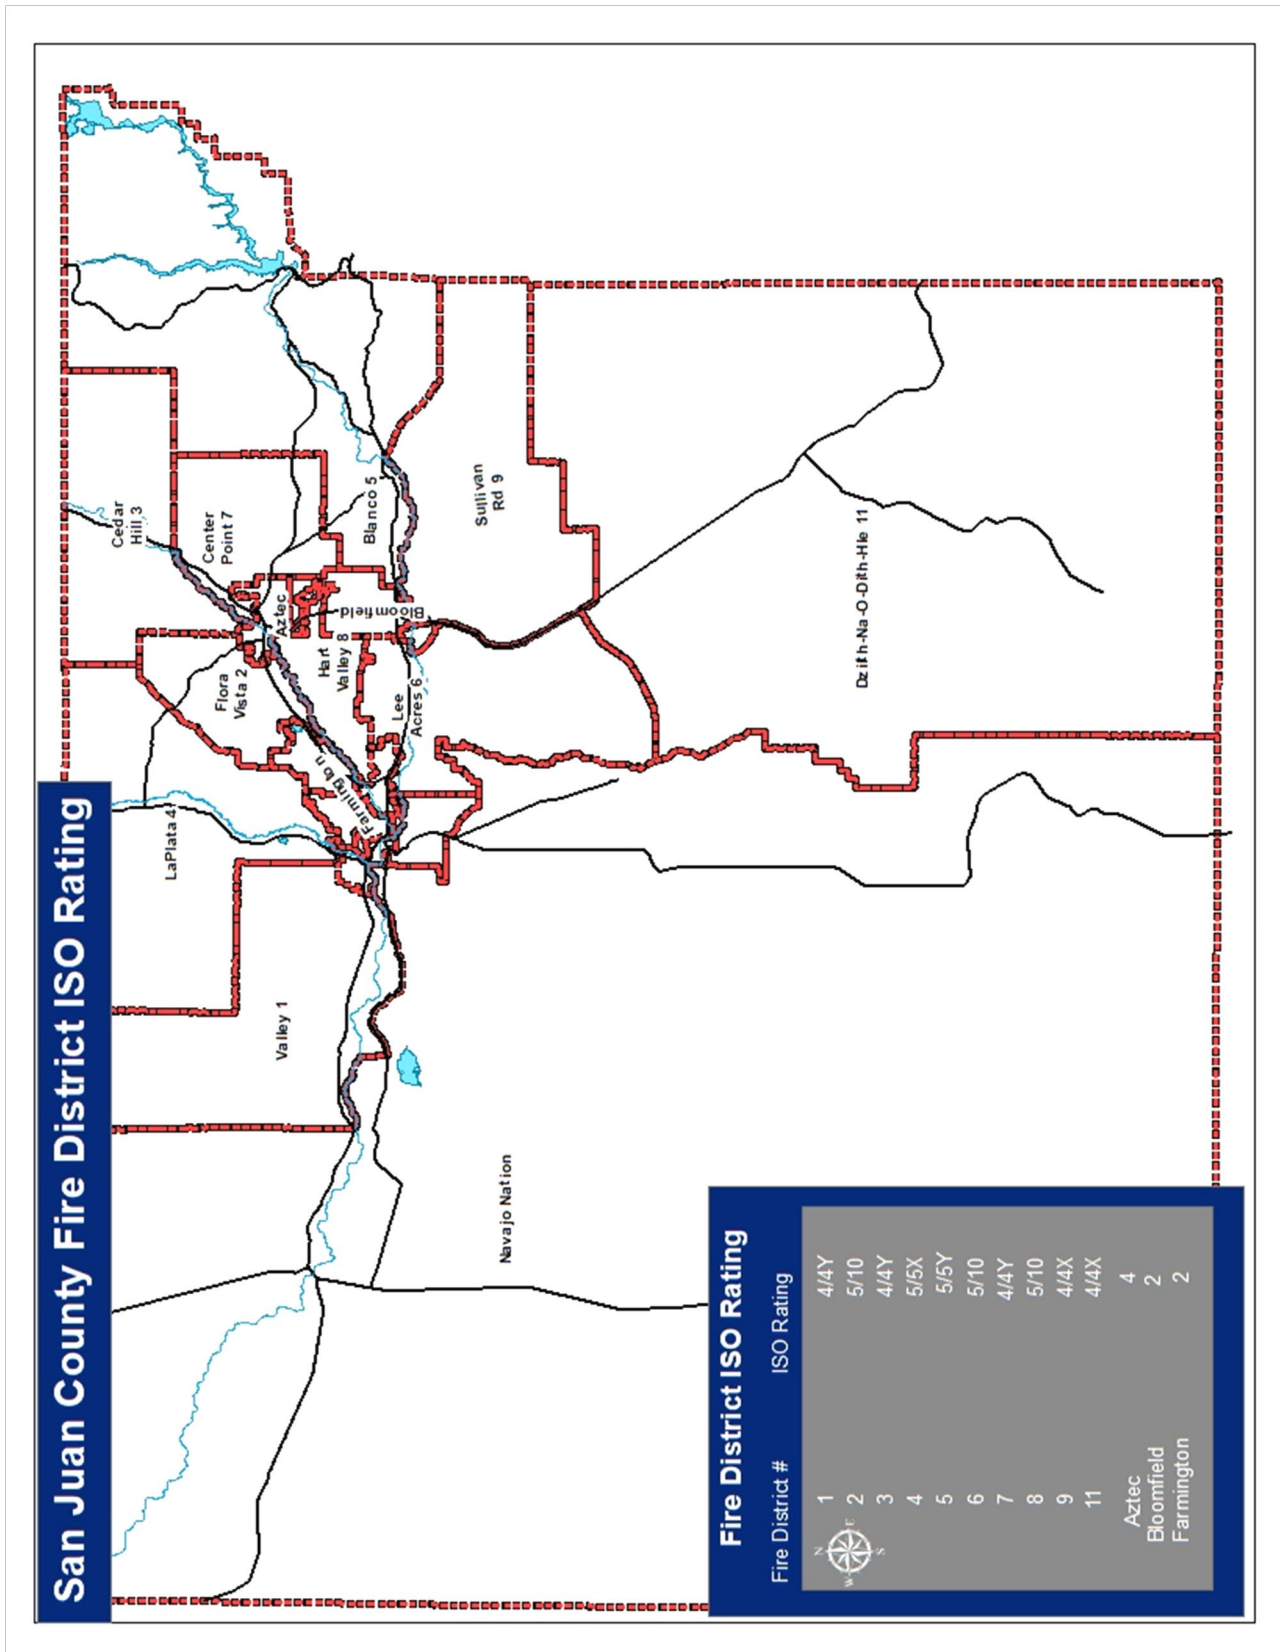 San Juan County Fire District ISO Rating
Cedar
Hill 3
Center
Point 7
Blanco 5
Sullivan
Rd 9
Aztec
Bloomfield
Flora
Vista 2
Hart
Valley 8
Lee
Acres 6
Farmington
LaPlata 4
Valley 1
Dzilth-Na-O-Dith-Hle 11
Navajo Nation
Fire District ISO Rating
Fire District # ISO Rating
1 4/4Y
2 5/10
3 4/4Y
4 5/5X
5 5/5Y
6 5/10
7 4/4Y
8 5/10
9 4/4X
11 4/4X
Aztec 4
Bloomfield 2
Farmington 2
N
W E
S